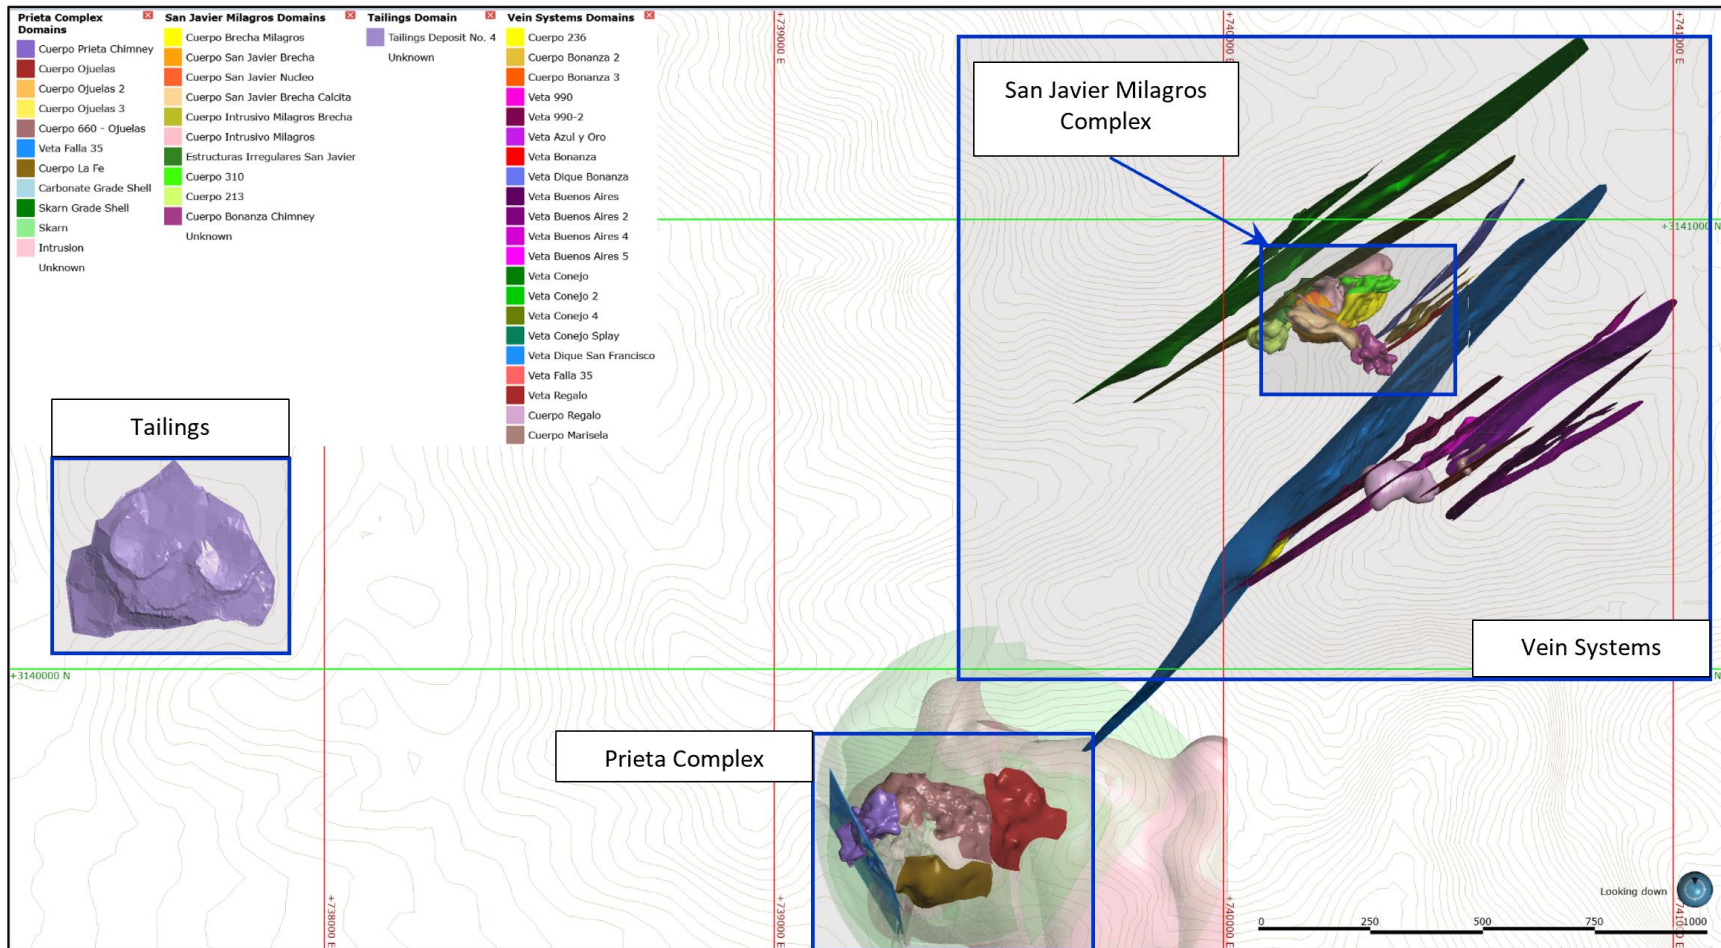 Prieta Complex
Domains
Cuerpo Prieta Chimney
Cuerpo Ojuelas
Cuerpo Ojuelas 2
Cuerpo Ojuelas 3
Cuerpo 660 - Ojuelas
Veta Falla 35
Cuerpo La Fe
Carbonate Grade Shell
Skarn Grade Shell
Skarn
Intrusion
Unknown
San Javier Milagros Domains
Cuerpo Brecha Milagros
Cuerpo San Javier Brecha
Cuerpo San Javier Nucleo
Cuerpo San Javier Brecha Calcita
Cuerpo Intrusivo Milagros Brecha
Cuerpo Intrusivo Milagros
Estructuras Irregulares San Javier
Cuerpo 310
Cuerpo 213
Cuerpo Bonanza Chimney
Unknown
Tailings Domain
Tailings Deposit No. 4
Unknown
Vein Systems Domains
Cuerpo 236
Cuerpo Bonanza 2
Cuerpo Bonanza 3
Veta 990
Veta 990-2
Veta Azul y Oro
Veta Bonanza
Veta Dique Bonanza
Veta Buenos Aires
Veta Buenos Aires 2
Veta Buenos Aires 4
Veta Buenos Aires 5
Veta Conejo
Veta Conejo 2
Veta Conejo 4
Veta Conejo Splay
Veta Dique San Francisco
Veta Falla 35
Veta Regalo
Cuerpo Regalo
Cuerpo Marisela
+739000 E
+740000 E
+741000 E
San Javier Milagros
Complex
+3141000 N
Tailings
Vein Systems
+3140000 N
N
Prieta Complex
Looking down
+738000 E
+739000 E
+740000 E
+741000 E
0 250 500 750 1000